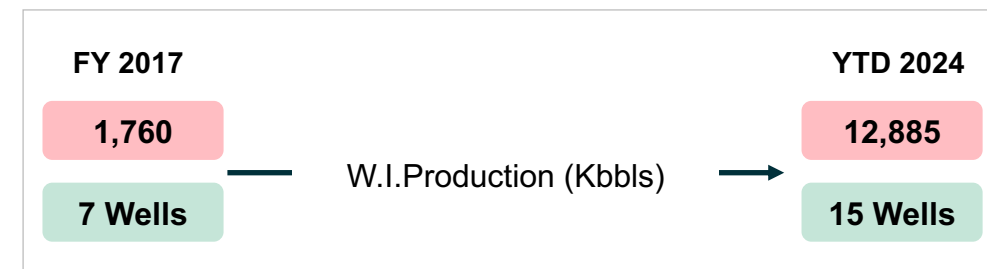 FY 2017
YTD 2024
1,760
12,885
W.I.Production (Kbbls)
7 Wells
15 Wells